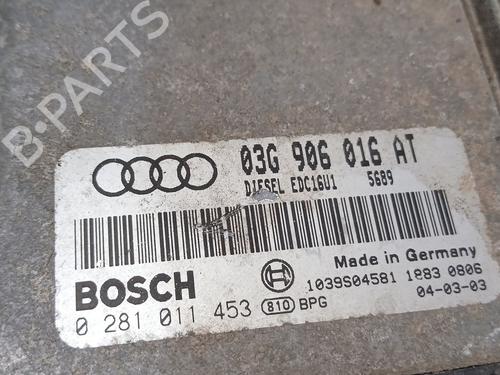 B-PARTS
03G 906 016 AT
DIESEL EDC16U1 5689
BOSCH
Made in Germany
1039S04581 1883 0806
0 281 011 453 810 BPG
04-03-03